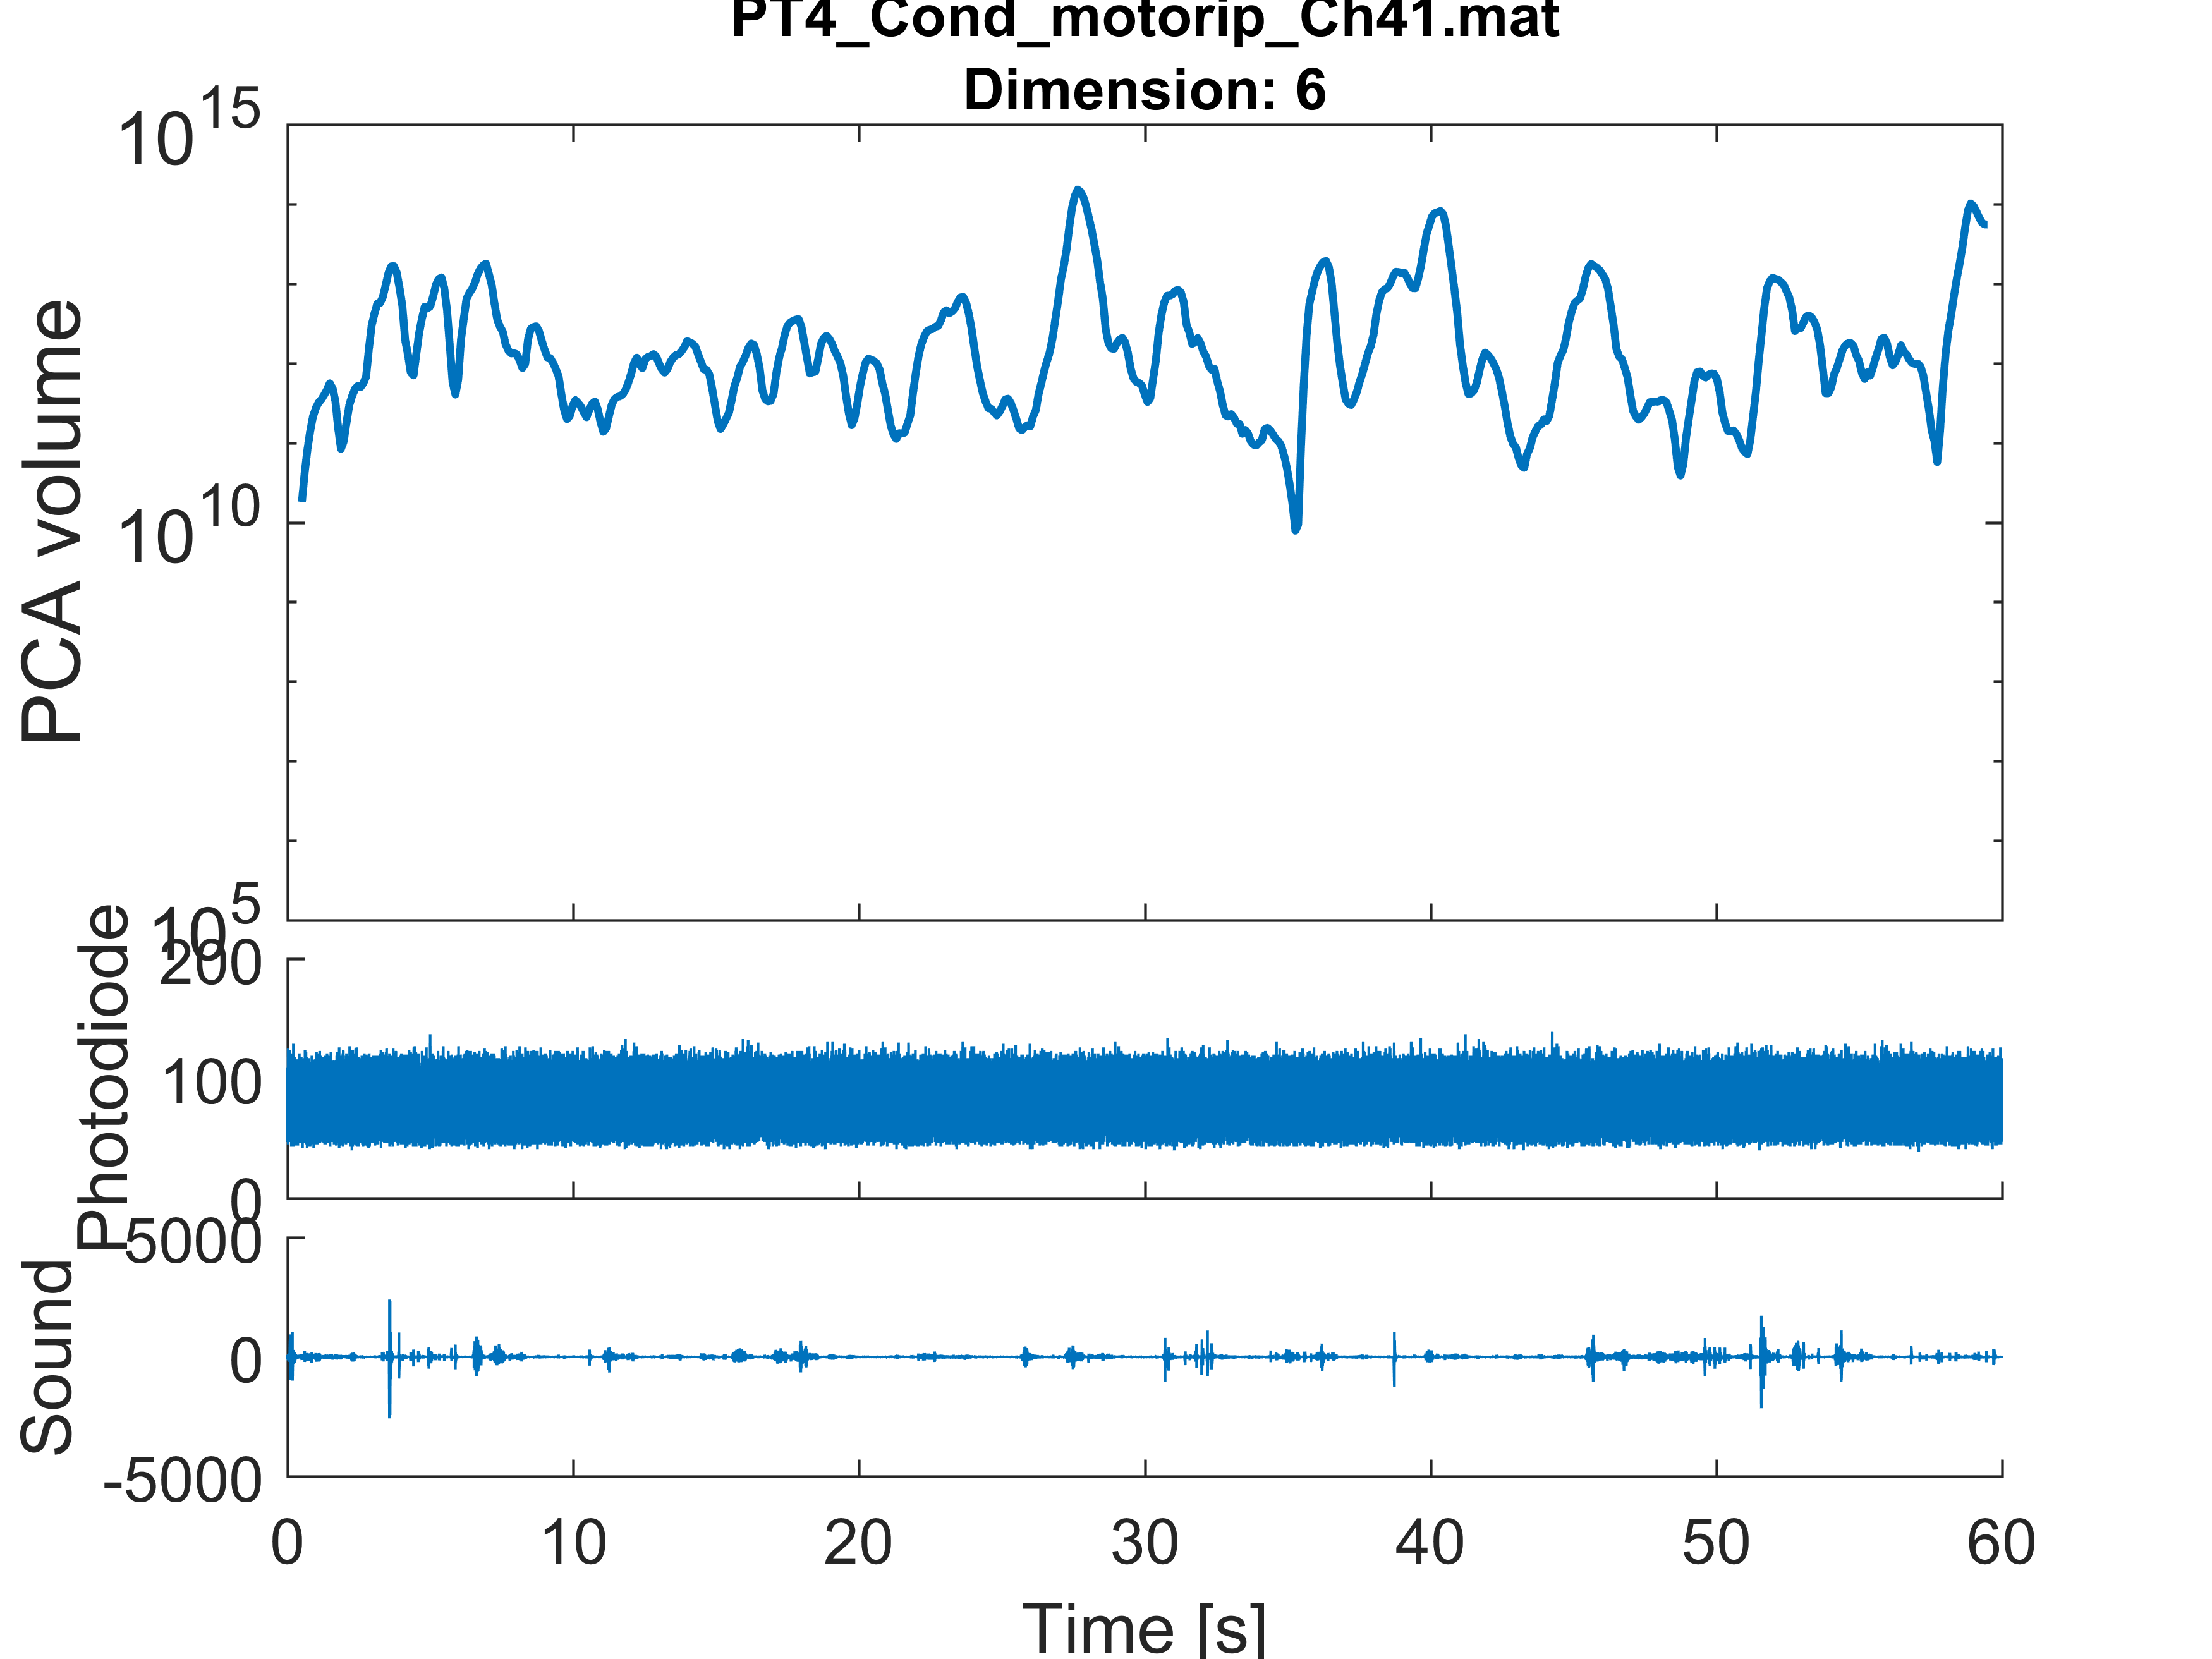 PT4_Cond_motorip_Ch41.mat
Dimension: 6
PCA volume
10^15
10^10
10^5
Photodiode
200
100
0
Sound
5000
0
-5000
0 10 20 30 40 50 60
Time [s]